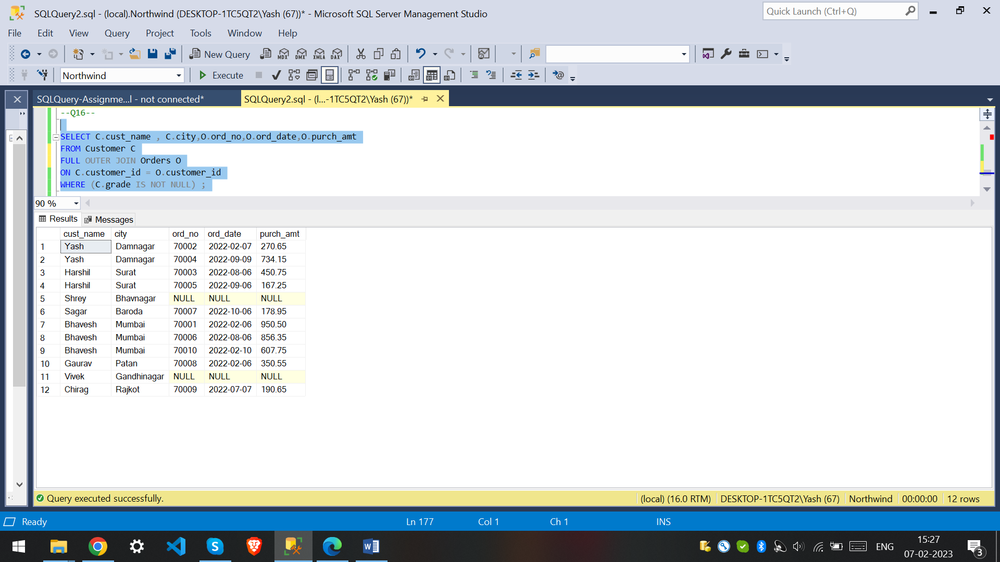 SQLQuery2.sql - (local).Northwind (DESKTOP-1TC5QT2\Yash (67))* - Microsoft SQL Server Management Studio
Quick Launch (Ctrl+Q)
File Edit View Query Project Tools Window Help
New Query MDX DMX XMLA DAX
Northwind Execute
SQLQuery-Assignme...l - not connected*
SQLQuery2.sql - (l...-1TC5QT2\Yash (67))*
--Q16--
SELECT C.cust_name , C.city,O.ord_no,O.ord_date,O.purch_amt
FROM Customer C
FULL OUTER JOIN Orders O
ON C.customer_id = O.customer_id
WHERE (C.grade IS NOT NULL) ;
90 %
Results Messages
cust_name city ord_no ord_date purch_amt
1 Yash Damnagar 70002 2022-02-07 270.65
2 Yash Damnagar 70004 2022-09-09 734.15
3 Harshil Surat 70003 2022-08-06 450.75
4 Harshil Surat 70005 2022-09-06 167.25
5 Shrey Bhavnagar NULL NULL NULL
6 Sagar Baroda 70007 2022-10-06 178.95
7 Bhavesh Mumbai 70001 2022-02-06 950.50
8 Bhavesh Mumbai 70006 2022-08-06 856.35
9 Bhavesh Mumbai 70010 2022-02-10 607.75
10 Gaurav Patan 70008 2022-02-06 350.55
11 Vivek Gandhinagar NULL NULL NULL
12 Chirag Rajkot 70009 2022-07-07 190.65
Query executed successfully. (local) (16.0 RTM) DESKTOP-1TC5QT2\Yash (67) Northwind 00:00:00 12 rows
Ready Ln 177 Col 1 Ch 1 INS
ENG
15:27
07-02-2023
3